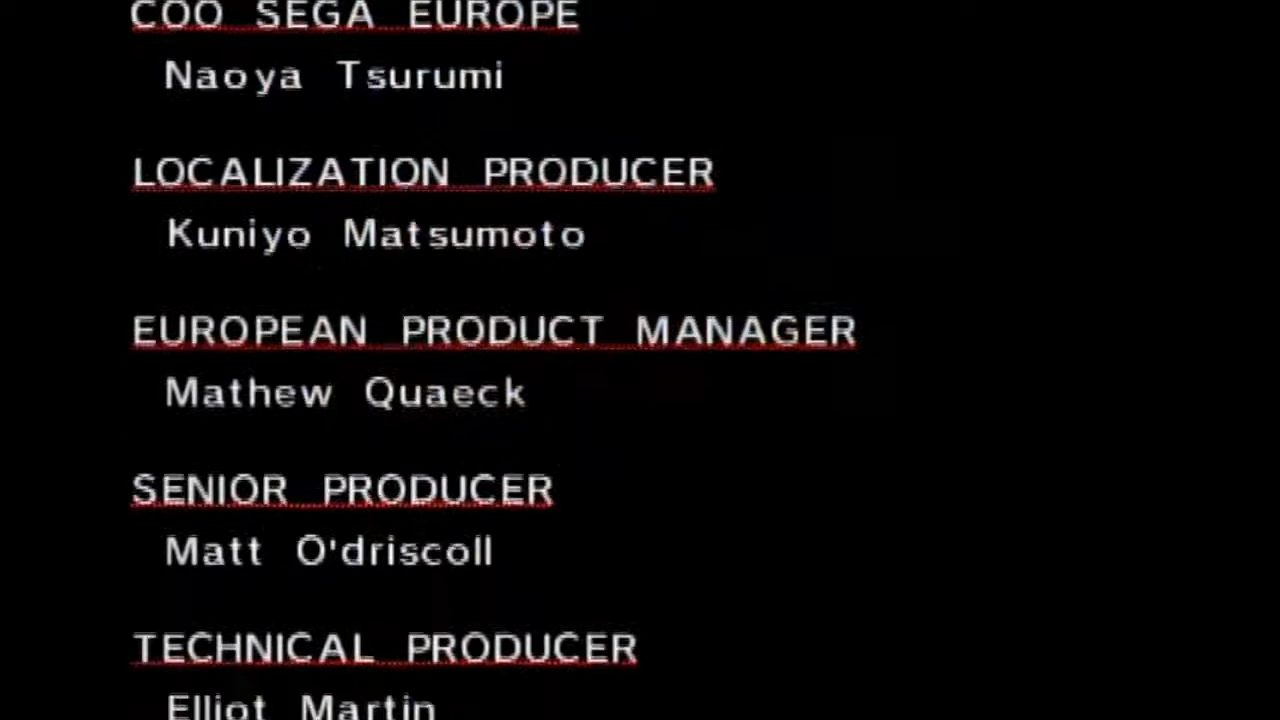 COO SEGA EUROPE
Naoya Tsurumi
LOCALIZATION PRODUCER
Kuniyo Matsumoto
EUROPEAN PRODUCT MANAGER
Mathew Quaeck
SENIOR PRODUCER
Matt O'driscoll
TECHNICAL PRODUCER
Elliot Martin